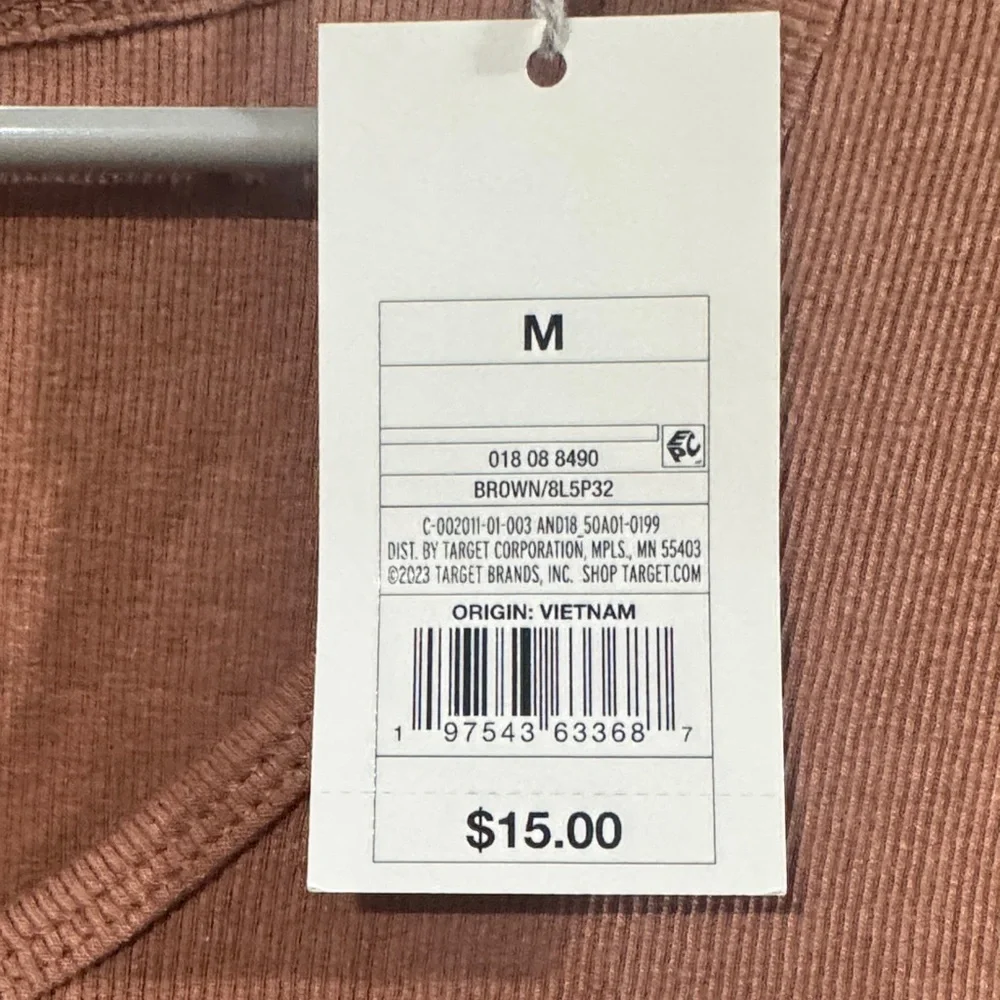 M
EPC
018 08 8490
BROWN/8L5P32
C-002011-01-003 AND18_50A01-0199
DIST. BY TARGET CORPORATION, MPLS., MN 55403
©2023 TARGET BRANDS, INC. SHOP TARGET.COM
ORIGIN: VIETNAM
1 97543 63368 7
$15.00